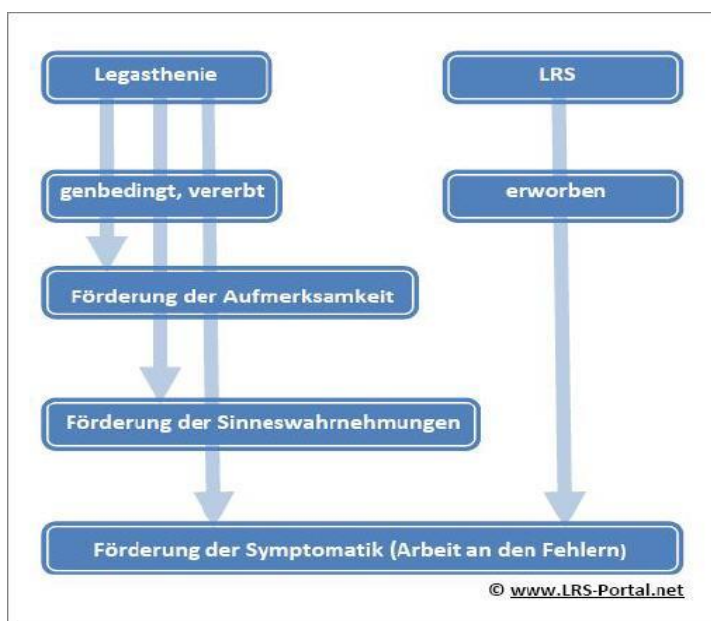 Legasthenie
LRS
genbedingt, vererbt
erworben
Förderung der Aufmerksamkeit
Förderung der Sinneswahrnehmungen
Förderung der Symptomatik (Arbeit an den Fehlern)
© www.LRS-Portal.net